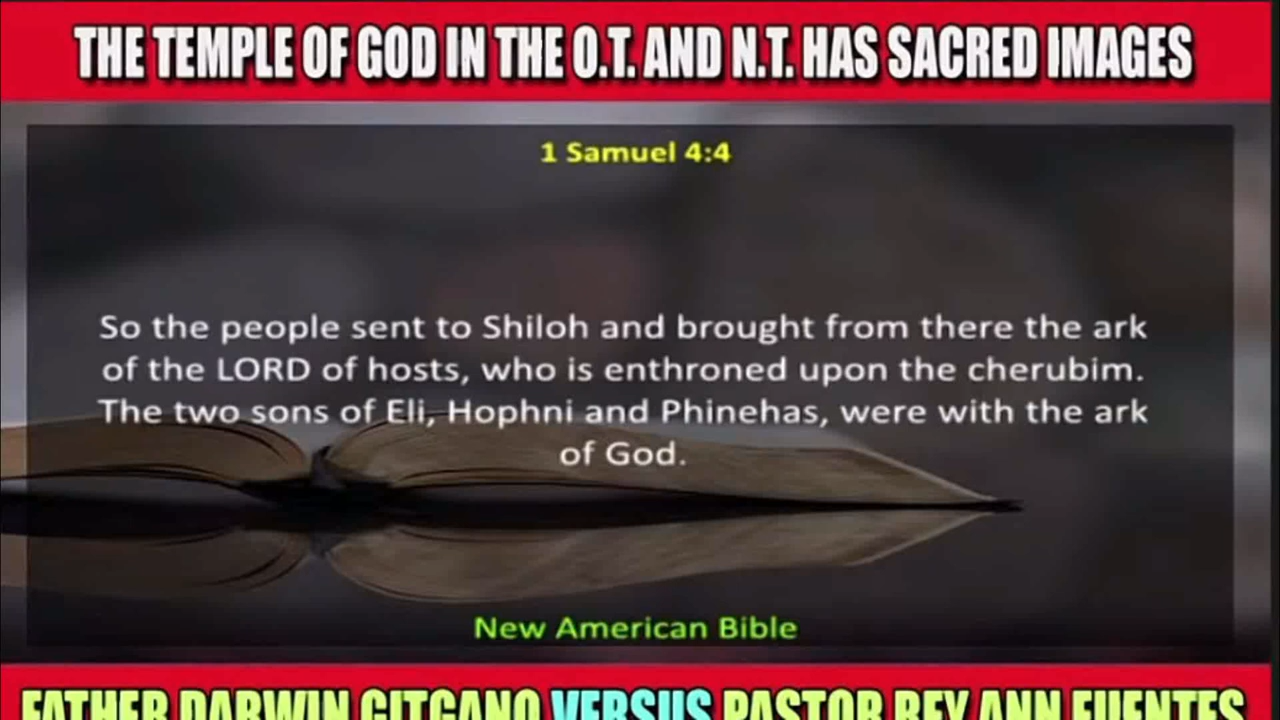 THE TEMPLE OF GOD IN THE O.T. AND N.T. HAS SACRED IMAGES
1 Samuel 4:4
So the people sent to Shiloh and brought from there the ark
of the LORD of hosts, who is enthroned upon the cherubim.
The two sons of Eli, Hophni and Phinehas, were with the ark
of God.
New American Bible
FATHER DARWIN GITGANO VERSUS PASTOR REY ANN FUENTES